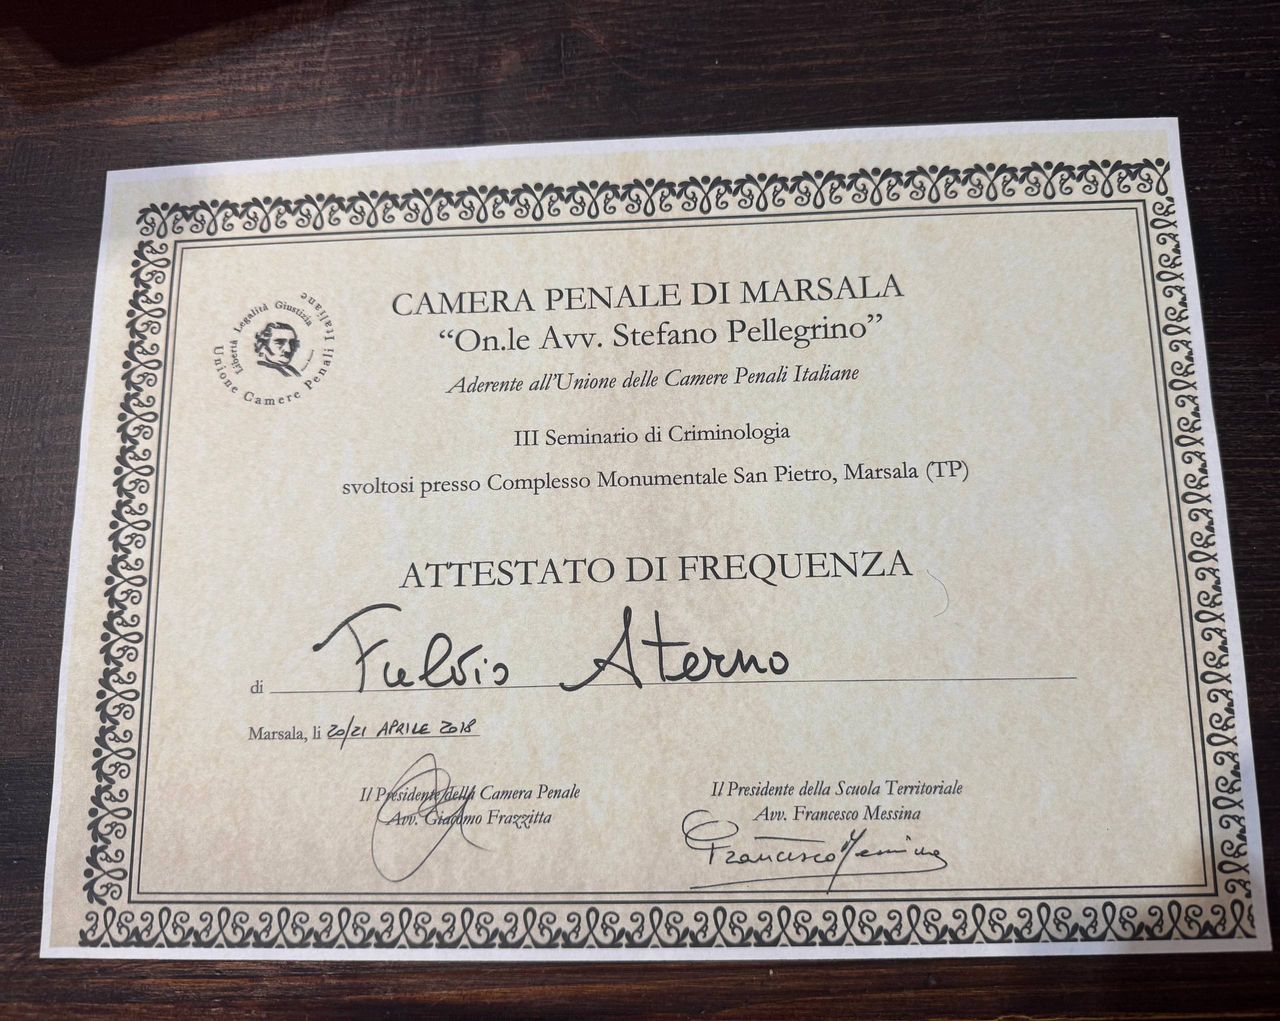 Libertà Legalità Giustizia
Unione Camere Penali Italiane
CAMERA PENALE DI MARSALA
“On.le Avv. Stefano Pellegrino”
Aderente all’Unione delle Camere Penali Italiane
III Seminario di Criminologia
svoltosi presso Complesso Monumentale San Pietro, Marsala (TP)
ATTESTATO DI FREQUENZA
di Fulvio Aterno
Marsala, li 20/21 APRILE 2018
Il Presidente della Camera Penale
Avv. Giacomo Frazzitta
Il Presidente della Scuola Territoriale
Avv. Francesco Messina
Francesco Messina